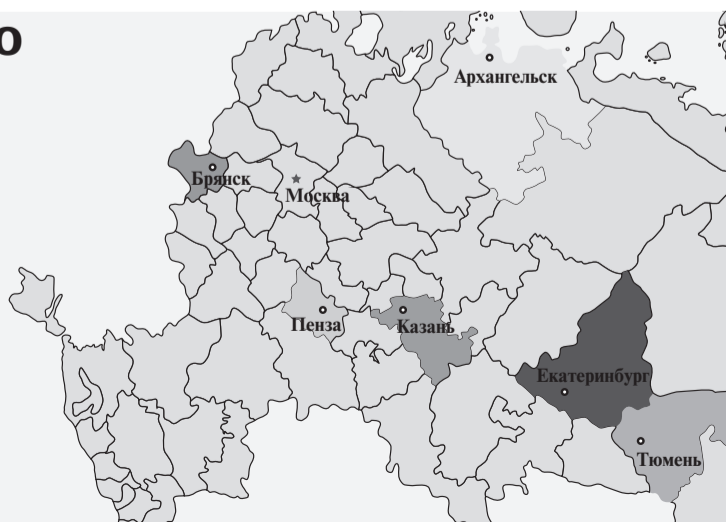 о
Архангельск
Брянск
Москва
Пенза
Казань
Екатеринбург
Тюмень